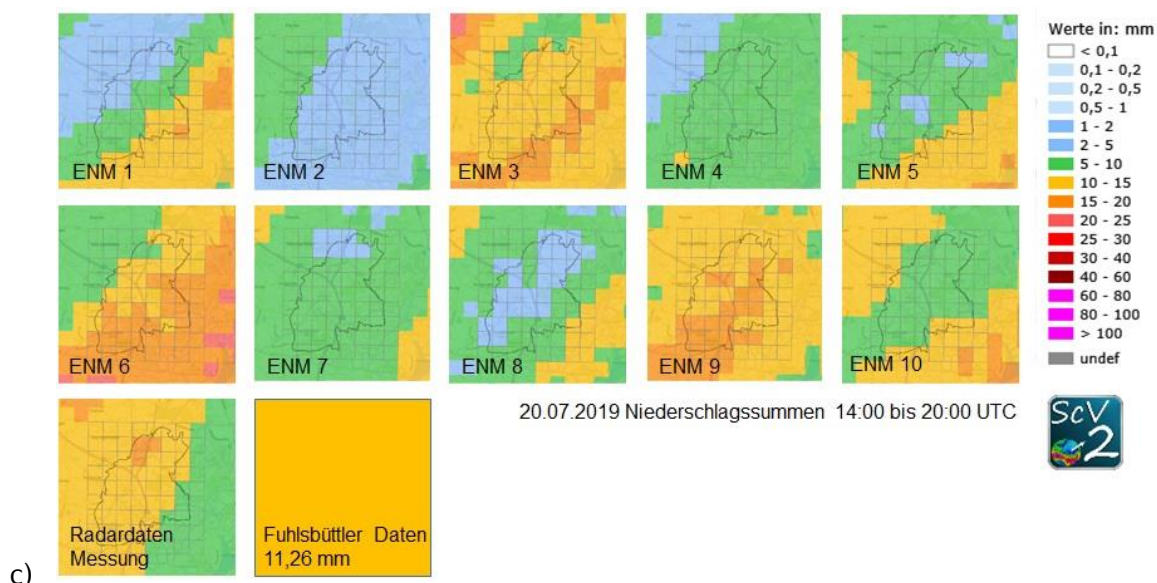 ENM 1
ENM 2
ENM 3
ENM 4
ENM 5
ENM 6
ENM 7
ENM 8
ENM 9
ENM 10
20.07.2019 Niederschlagssummen 14:00 bis 20:00 UTC
Radardaten
Messung
Fuhlsbüttler Daten
11,26 mm
c)
Werte in: mm
< 0,1
0,1 - 0,2
0,2 - 0,5
0,5 - 1
1 - 2
2 - 5
5 - 10
10 - 15
15 - 20
20 - 25
25 - 30
30 - 40
40 - 60
60 - 80
80 - 100
> 100
undef
ScV
2